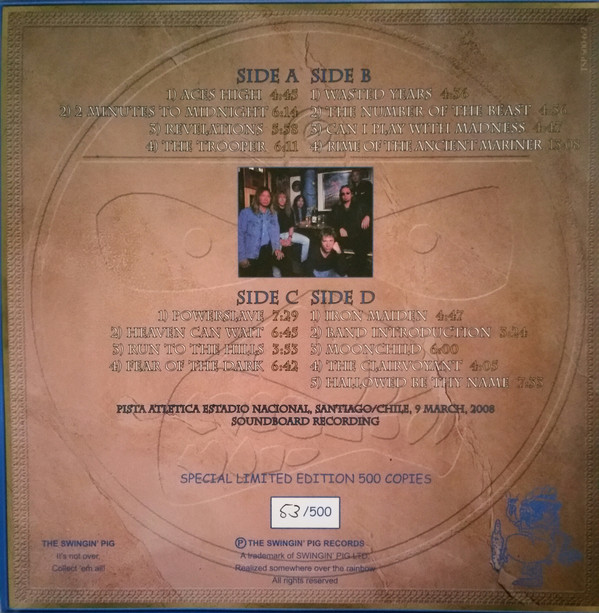 SIDE A SIDE B
1) ACES HIGH 4:45 1) WASTED YEARS
2) 2 MINUTES TO MIDNIGHT 6:14 2) THE NUMBER OF THE BEAST
3) REVELATIONS 3) CAN I PLAY WITH MADNESS
4) THE TROOPER 6:11 4) RIME OF THE ANCIENT MARINER
SIDE C SIDE D
1) POWERSLAVE 7:29 1) IRON MAIDEN 4:47
2) HEAVEN CAN WAIT 6:45 2) BAND INTRODUCTION 3:24
3) RUN TO THE HILLS 3:53 3) MOONCHILD 6:00
4) FEAR OF THE DARK 6:42 4) THE CLAIRVOYANT 4:05
5) HALLOWED BE THY NAME
PISTA ATLETICA ESTADIO NACIONAL, SANTIAGO/CHILE, 9 MARCH, 2008
SOUNDBOARD RECORDING
SPECIAL LIMITED EDITION 500 COPIES
53/500
THE SWINGIN' PIG
It's not over,
Collect 'em all!
Ⓟ THE SWINGIN' PIG RECORDS
A trademark of SWINGIN' PIG LTD.
Realized somewhere over the rainbow.
All rights reserved